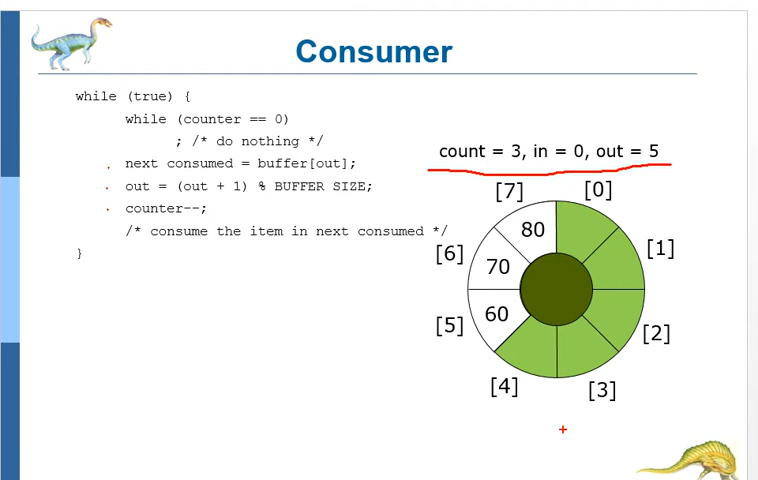 Consumer
while (true) {
while (counter == 0)
; /* do nothing */
next consumed = buffer[out];
out = (out + 1) % BUFFER SIZE;
counter--;
/* consume the item in next consumed */
}
count = 3, in = 0, out = 5
[7]
[0]
80
[6]
[1]
70
60
[5]
[2]
[4]
[3]